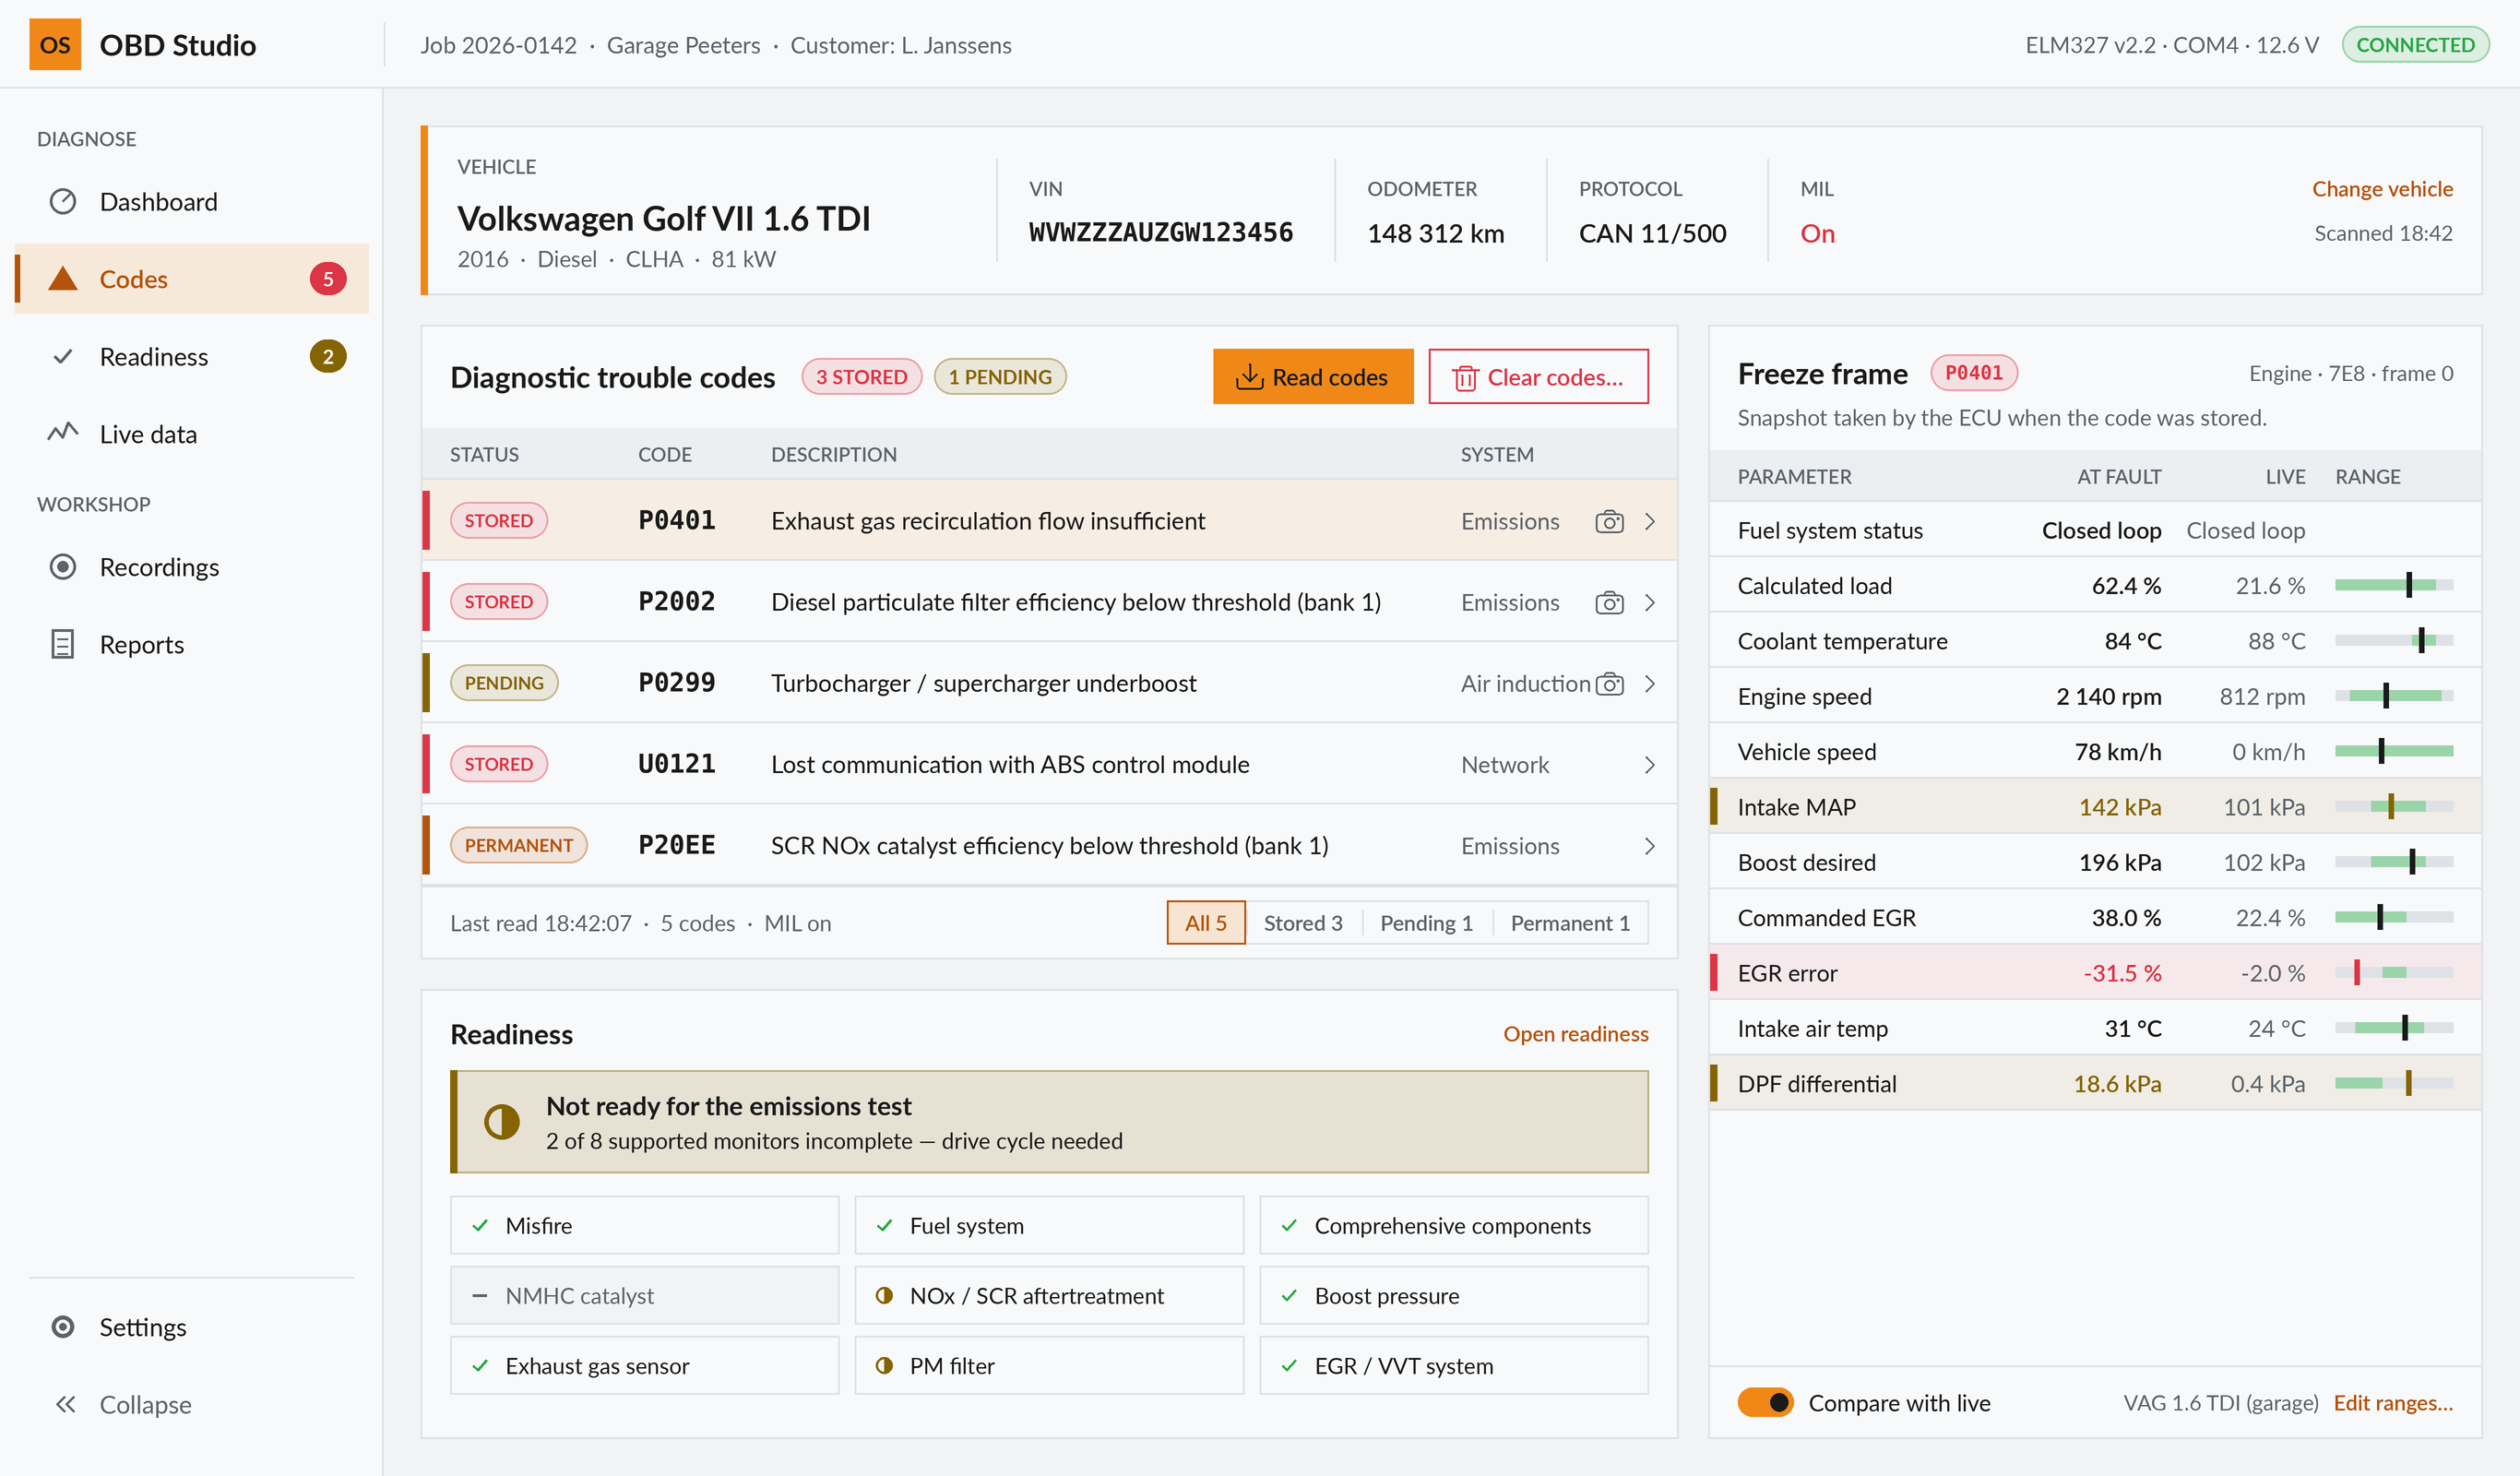 OS OBD Studio
Job 2026-0142 · Garage Peeters · Customer: L. Janssens
ELM327 v2.2 · COM4 · 12.6 V CONNECTED
DIAGNOSE
Dashboard
Codes 5
Readiness 2
Live data
WORKSHOP
Recordings
Reports
Settings
Collapse
VEHICLE
Volkswagen Golf VII 1.6 TDI
2016 · Diesel · CLHA · 81 kW
VIN
WVWZZZAUZGW123456
ODOMETER
148 312 km
PROTOCOL
CAN 11/500
MIL
On
Change vehicle
Scanned 18:42
Diagnostic trouble codes 3 STORED 1 PENDING Read codes Clear codes...
STATUS CODE DESCRIPTION SYSTEM
STORED P0401 Exhaust gas recirculation flow insufficient Emissions
STORED P2002 Diesel particulate filter efficiency below threshold (bank 1) Emissions
PENDING P0299 Turbocharger / supercharger underboost Air induction
STORED U0121 Lost communication with ABS control module Network
PERMANENT P20EE SCR NOx catalyst efficiency below threshold (bank 1) Emissions
Last read 18:42:07 · 5 codes · MIL on All 5 Stored 3 Pending 1 Permanent 1
Readiness Open readiness
Not ready for the emissions test
2 of 8 supported monitors incomplete — drive cycle needed
Misfire Fuel system Comprehensive components
NMHC catalyst NOx / SCR aftertreatment Boost pressure
Exhaust gas sensor PM filter EGR / VVT system
Freeze frame P0401 Engine · 7E8 · frame 0
Snapshot taken by the ECU when the code was stored.
PARAMETER AT FAULT LIVE RANGE
Fuel system status Closed loop Closed loop
Calculated load 62.4 % 21.6 %
Coolant temperature 84 °C 88 °C
Engine speed 2 140 rpm 812 rpm
Vehicle speed 78 km/h 0 km/h
Intake MAP 142 kPa 101 kPa
Boost desired 196 kPa 102 kPa
Commanded EGR 38.0 % 22.4 %
EGR error -31.5 % -2.0 %
Intake air temp 31 °C 24 °C
DPF differential 18.6 kPa 0.4 kPa
Compare with live VAG 1.6 TDI (garage) Edit ranges...